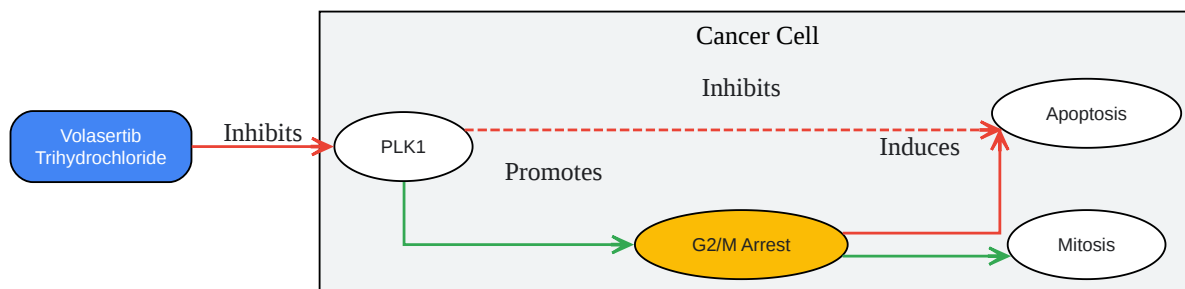 Cancer Cell
Inhibits
Volasertib
Trihydrochloride
Inhibits
PLK1
Apoptosis
Induces
Promotes
G2/M Arrest
Mitosis